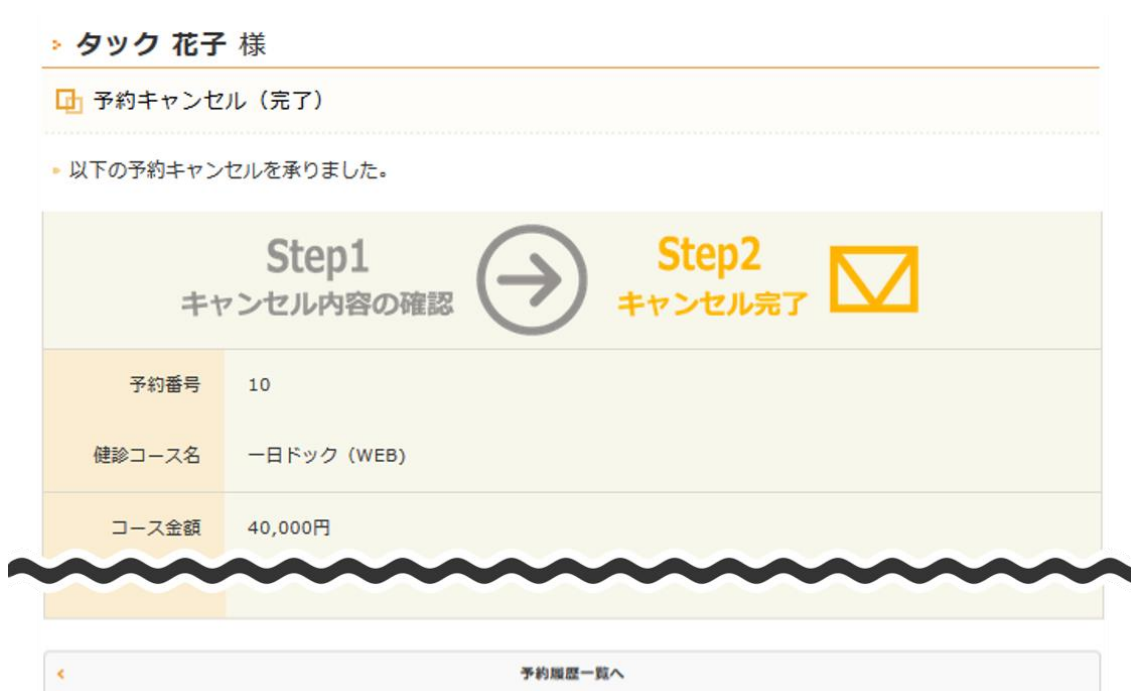 タック 花子 様
予約キャンセル（完了）
以下の予約キャンセルを承りました。
Step1
キャンセル内容の確認
Step2
キャンセル完了
予約番号 10
健診コース名 一日ドック（WEB)
コース金額 40,000円
予約履歴一覧へ